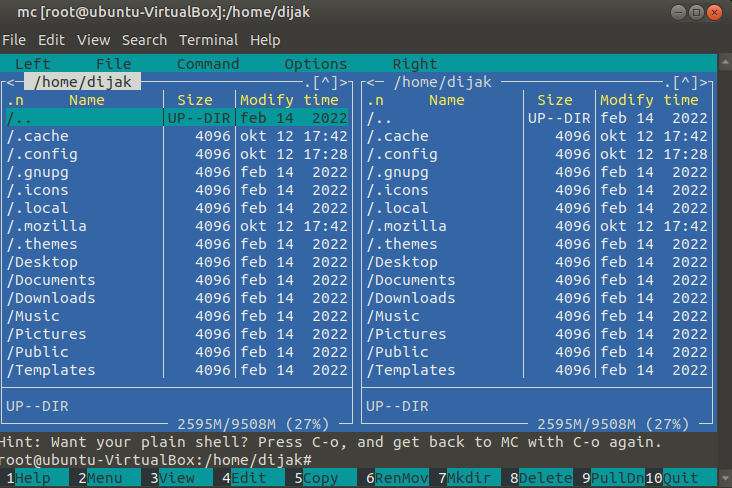 mc [root@ubuntu-VirtualBox]:/home/dijak
File Edit View Search Terminal Help
Left File Command Options Right
<─ /home/dijak .[^]> <─ /home/dijak .[^]>
.n Name Size Modify time .n Name Size Modify time
/.. UP--DIR feb 14 2022 /.. UP--DIR feb 14 2022
/.cache 4096 okt 12 17:42 /.cache 4096 okt 12 17:42
/.config 4096 okt 12 17:28 /.config 4096 okt 12 17:28
/.gnupg 4096 feb 14 2022 /.gnupg 4096 feb 14 2022
/.icons 4096 feb 14 2022 /.icons 4096 feb 14 2022
/.local 4096 feb 14 2022 /.local 4096 feb 14 2022
/.mozilla 4096 okt 12 17:42 /.mozilla 4096 okt 12 17:42
/.themes 4096 feb 14 2022 /.themes 4096 feb 14 2022
/Desktop 4096 feb 14 2022 /Desktop 4096 feb 14 2022
/Documents 4096 feb 14 2022 /Documents 4096 feb 14 2022
/Downloads 4096 feb 14 2022 /Downloads 4096 feb 14 2022
/Music 4096 feb 14 2022 /Music 4096 feb 14 2022
/Pictures 4096 feb 14 2022 /Pictures 4096 feb 14 2022
/Public 4096 feb 14 2022 /Public 4096 feb 14 2022
/Templates 4096 feb 14 2022 /Templates 4096 feb 14 2022
UP--DIR UP--DIR
2595M/9508M (27%) 2595M/9508M (27%)
Hint: Want your plain shell? Press C-o, and get back to MC with C-o again.
root@ubuntu-VirtualBox:/home/dijak#
1Help 2Menu 3View 4Edit 5Copy 6RenMov 7Mkdir 8Delete 9PullDn 10Quit